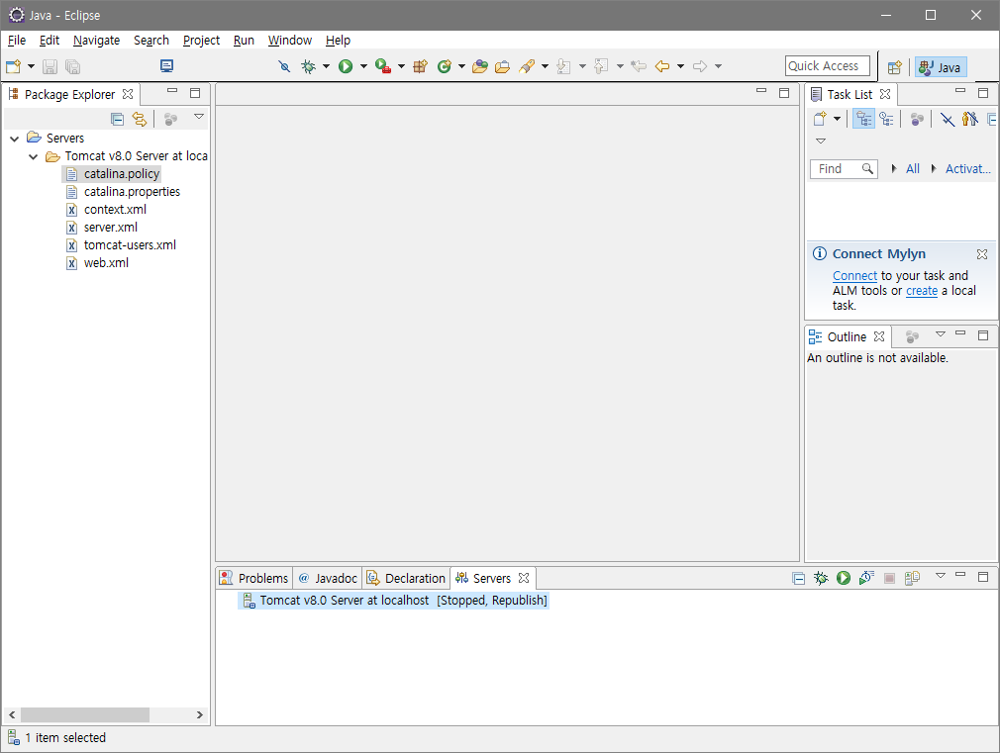 Java - Eclipse
File Edit Navigate Search Project Run Window Help
Quick Access
Java
Package Explorer
Servers
Tomcat v8.0 Server at loca
catalina.policy
catalina.properties
context.xml
server.xml
tomcat-users.xml
web.xml
Task List
Find
All
Activat...
Connect Mylyn
Connect to your task and
ALM tools or create a local
task.
Outline
An outline is not available.
Problems
@ Javadoc
Declaration
Servers
Tomcat v8.0 Server at localhost [Stopped, Republish]
1 item selected